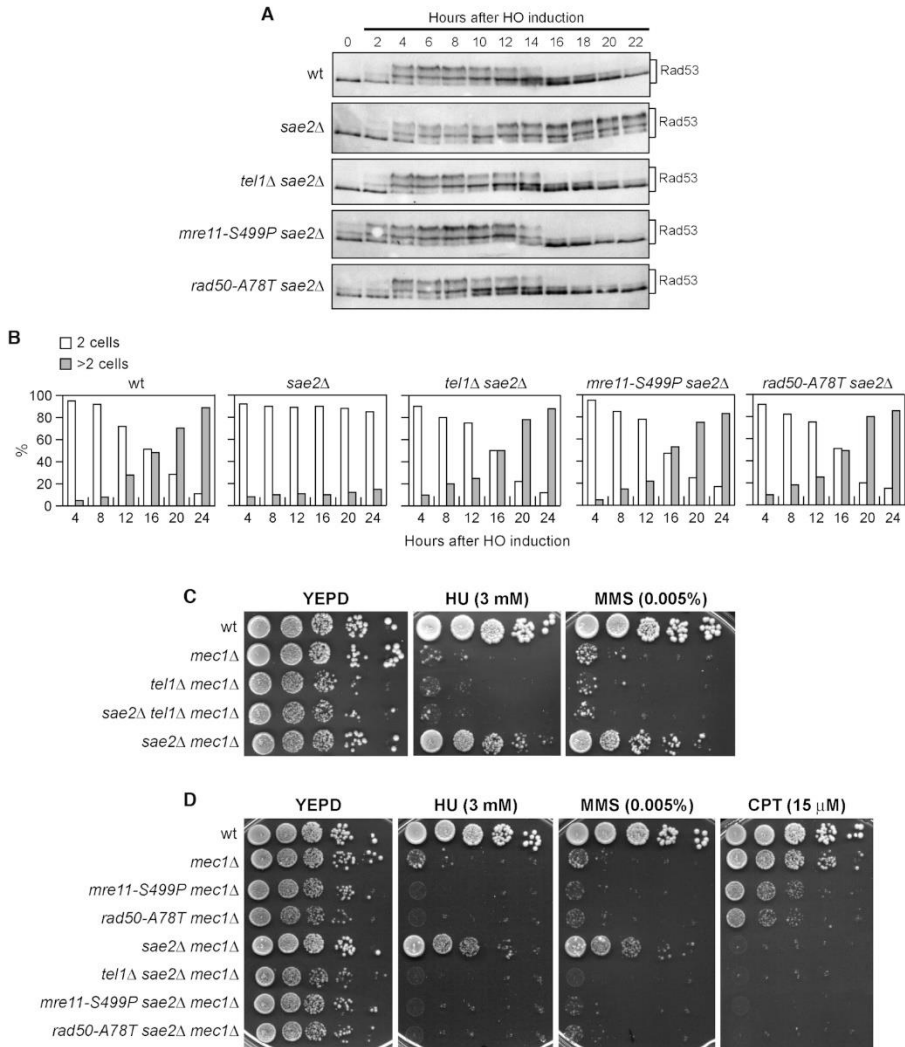 A
Hours after HO induction
0 2 4 6 8 10 12 14 16 18 20 22
wt Rad53
sae2Δ Rad53
tel1Δ sae2Δ Rad53
mre11-S499P sae2Δ Rad53
rad50-A78T sae2Δ Rad53
B
2 cells
>2 cells
wt sae2Δ tel1Δ sae2Δ mre11-S499P sae2Δ rad50-A78T sae2Δ
100
80
60
40
20
0
%
4 8 12 16 20 24 4 8 12 16 20 24 4 8 12 16 20 24 4 8 12 16 20 24 4 8 12 16 20 24
Hours after HO induction
C
YEPD HU (3 mM) MMS (0.005%)
wt
mec1Δ
tel1Δ mec1Δ
sae2Δ tel1Δ mec1Δ
sae2Δ mec1Δ
D
YEPD HU (3 mM) MMS (0.005%) CPT (15 μM)
wt
mec1Δ
mre11-S499P mec1Δ
rad50-A78T mec1Δ
sae2Δ mec1Δ
tel1Δ sae2Δ mec1Δ
mre11-S499P sae2Δ mec1Δ
rad50-A78T sae2Δ mec1Δ